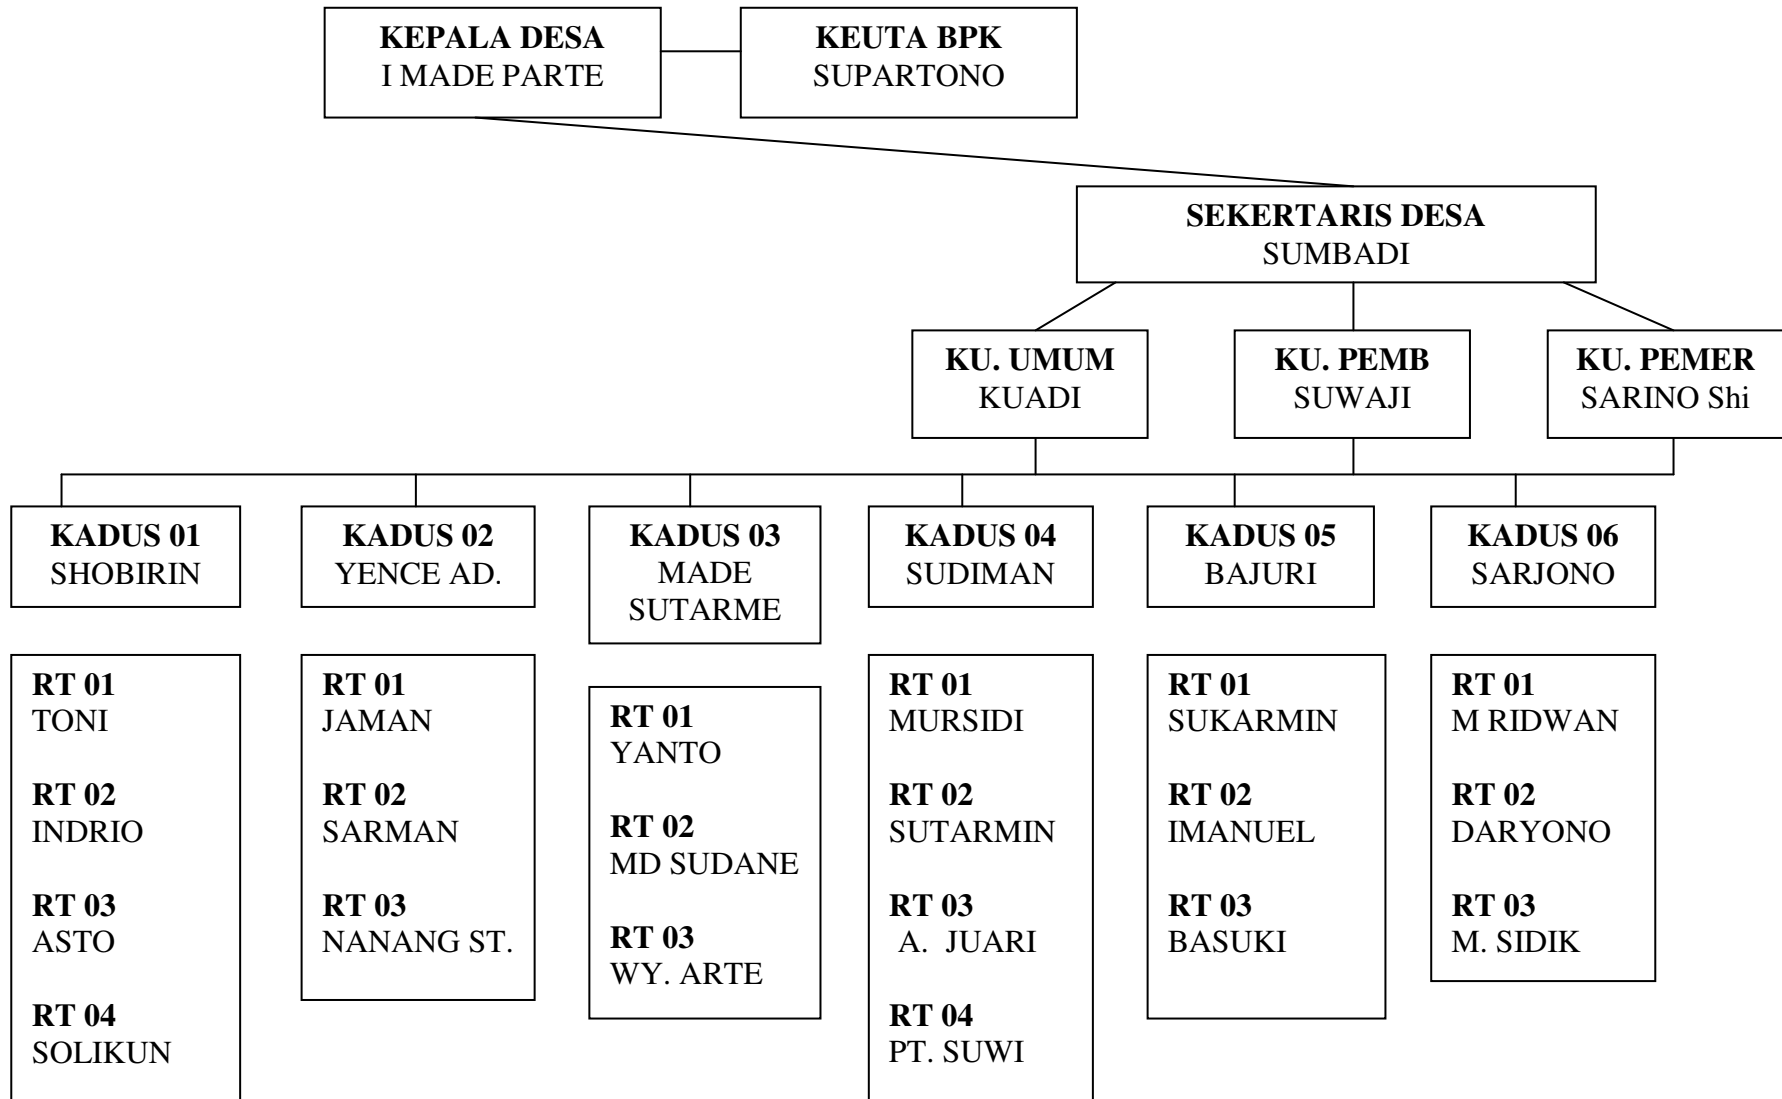 KEPALA DESA
I MADE PARTE
KEUTA BPK
SUPARTONO
SEKERTARIS DESA
SUMBADI
KU. UMUM
KUADI
KU. PEMB
SUWAJI
KU. PEMER
SARINO Shi
KADUS 01
SHOBIRIN
KADUS 02
YENCE AD.
KADUS 03
MADE
SUTARME
KADUS 04
SUDIMAN
KADUS 05
BAJURI
KADUS 06
SARJONO
RT 01
TONI
RT 02
INDRIO
RT 03
ASTO
RT 04
SOLIKUN
RT 01
JAMAN
RT 02
SARMAN
RT 03
NANANG ST.
RT 01
YANTO
RT 02
MD SUDANE
RT 03
WY. ARTE
RT 01
MURSIDI
RT 02
SUTARMIN
RT 03
A. JUARI
RT 04
PT. SUWI
RT 01
SUKARMIN
RT 02
IMANUEL
RT 03
BASUKI
RT 01
M RIDWAN
RT 02
DARYONO
RT 03
M. SIDIK